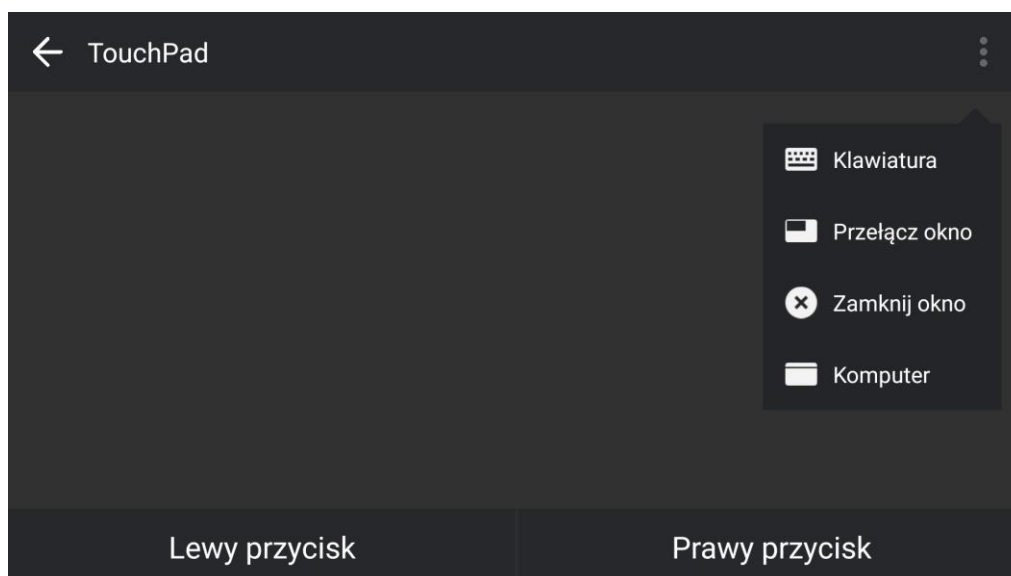 TouchPad
Klawiatura
Przełącz okno
Zamknij okno
Komputer
Lewy przycisk
Prawy przycisk